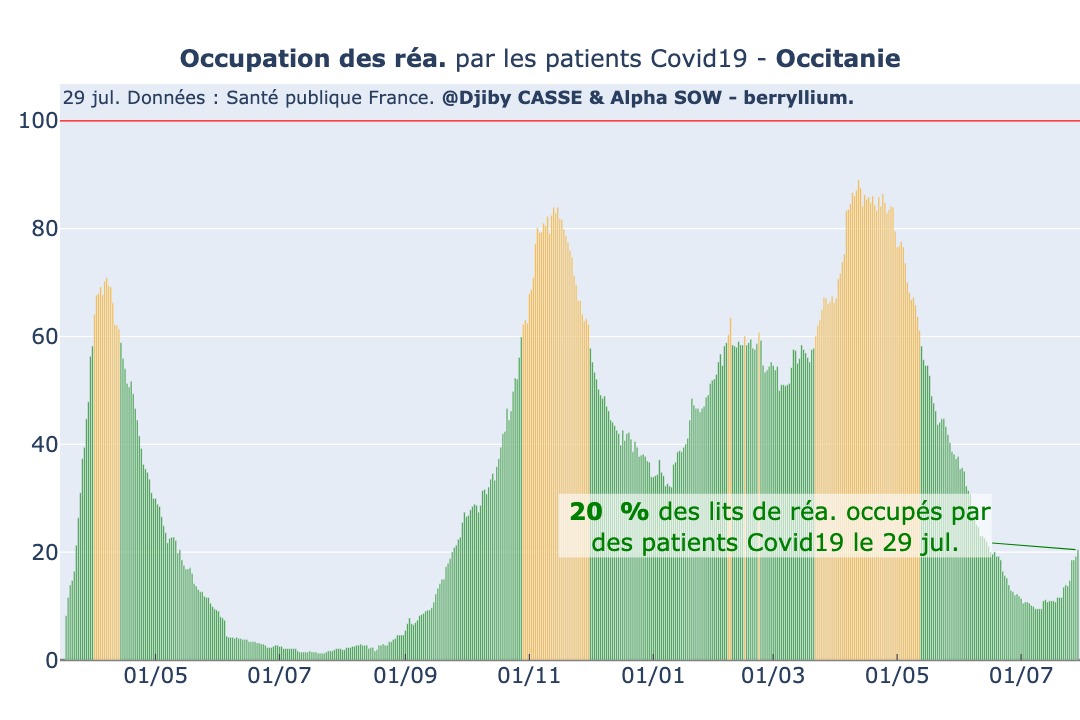 Occupation des réa. par les patients Covid19 - Occitanie
29 jul. Données : Santé publique France. @Djiby CASSE & Alpha SOW - berryllium.
100
80
60
40
20
0
20  % des lits de réa. occupés par
des patients Covid19 le 29 jul.
01/05 01/07 01/09 01/11 01/01 01/03 01/05 01/07